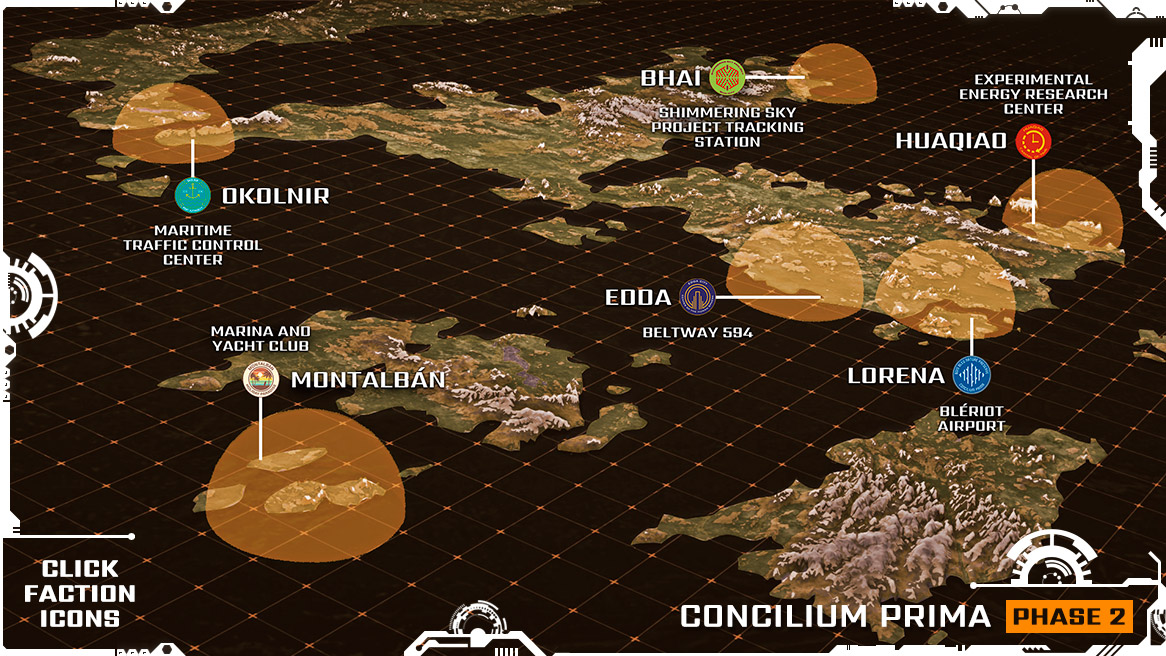 BHAI
SHIMMERING SKY
PROJECT TRACKING
STATION
EXPERIMENTAL
ENERGY RESEARCH
CENTER
HUAQIAO
OKOLNIR
MARITIME
TRAFFIC CONTROL
CENTER
EDDA
BELTWAY 594
MARINA AND
YACHT CLUB
MONTALBÁN
LORENA
BLÉRIOT
AIRPORT
CLICK
FACTION
ICONS
CONCILIUM PRIMA
PHASE 2